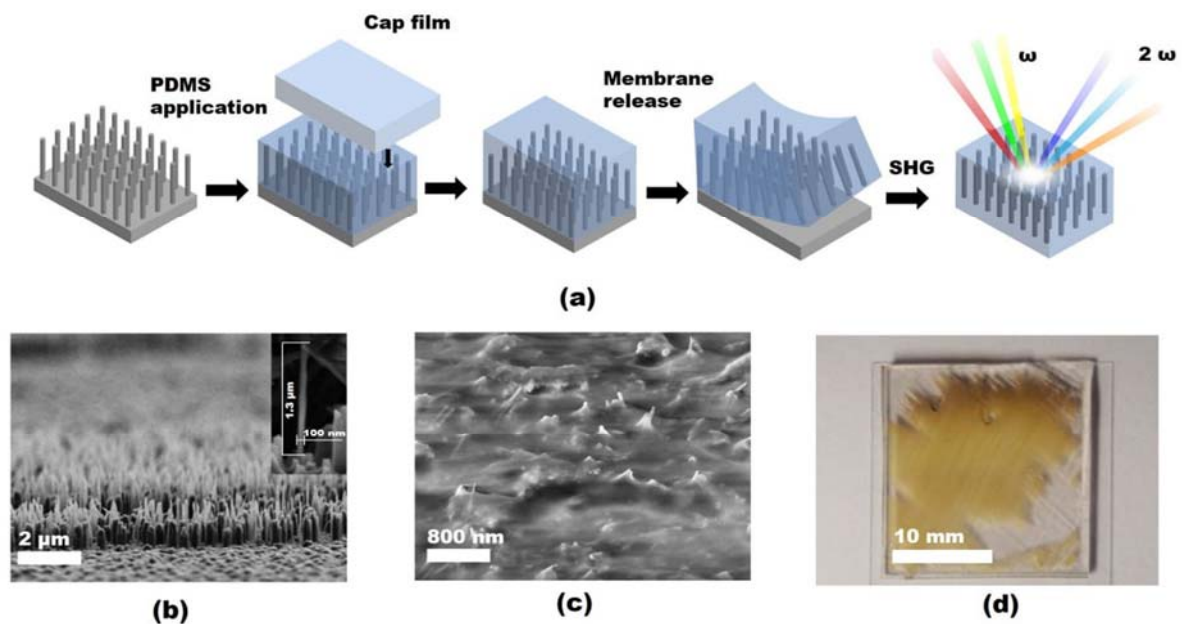 Cap film
PDMS
application
Membrane
release
SHG
ω
2 ω
(a)
1.3 µm
100 nm
2 µm
(b)
800 nm
(c)
10 mm
(d)